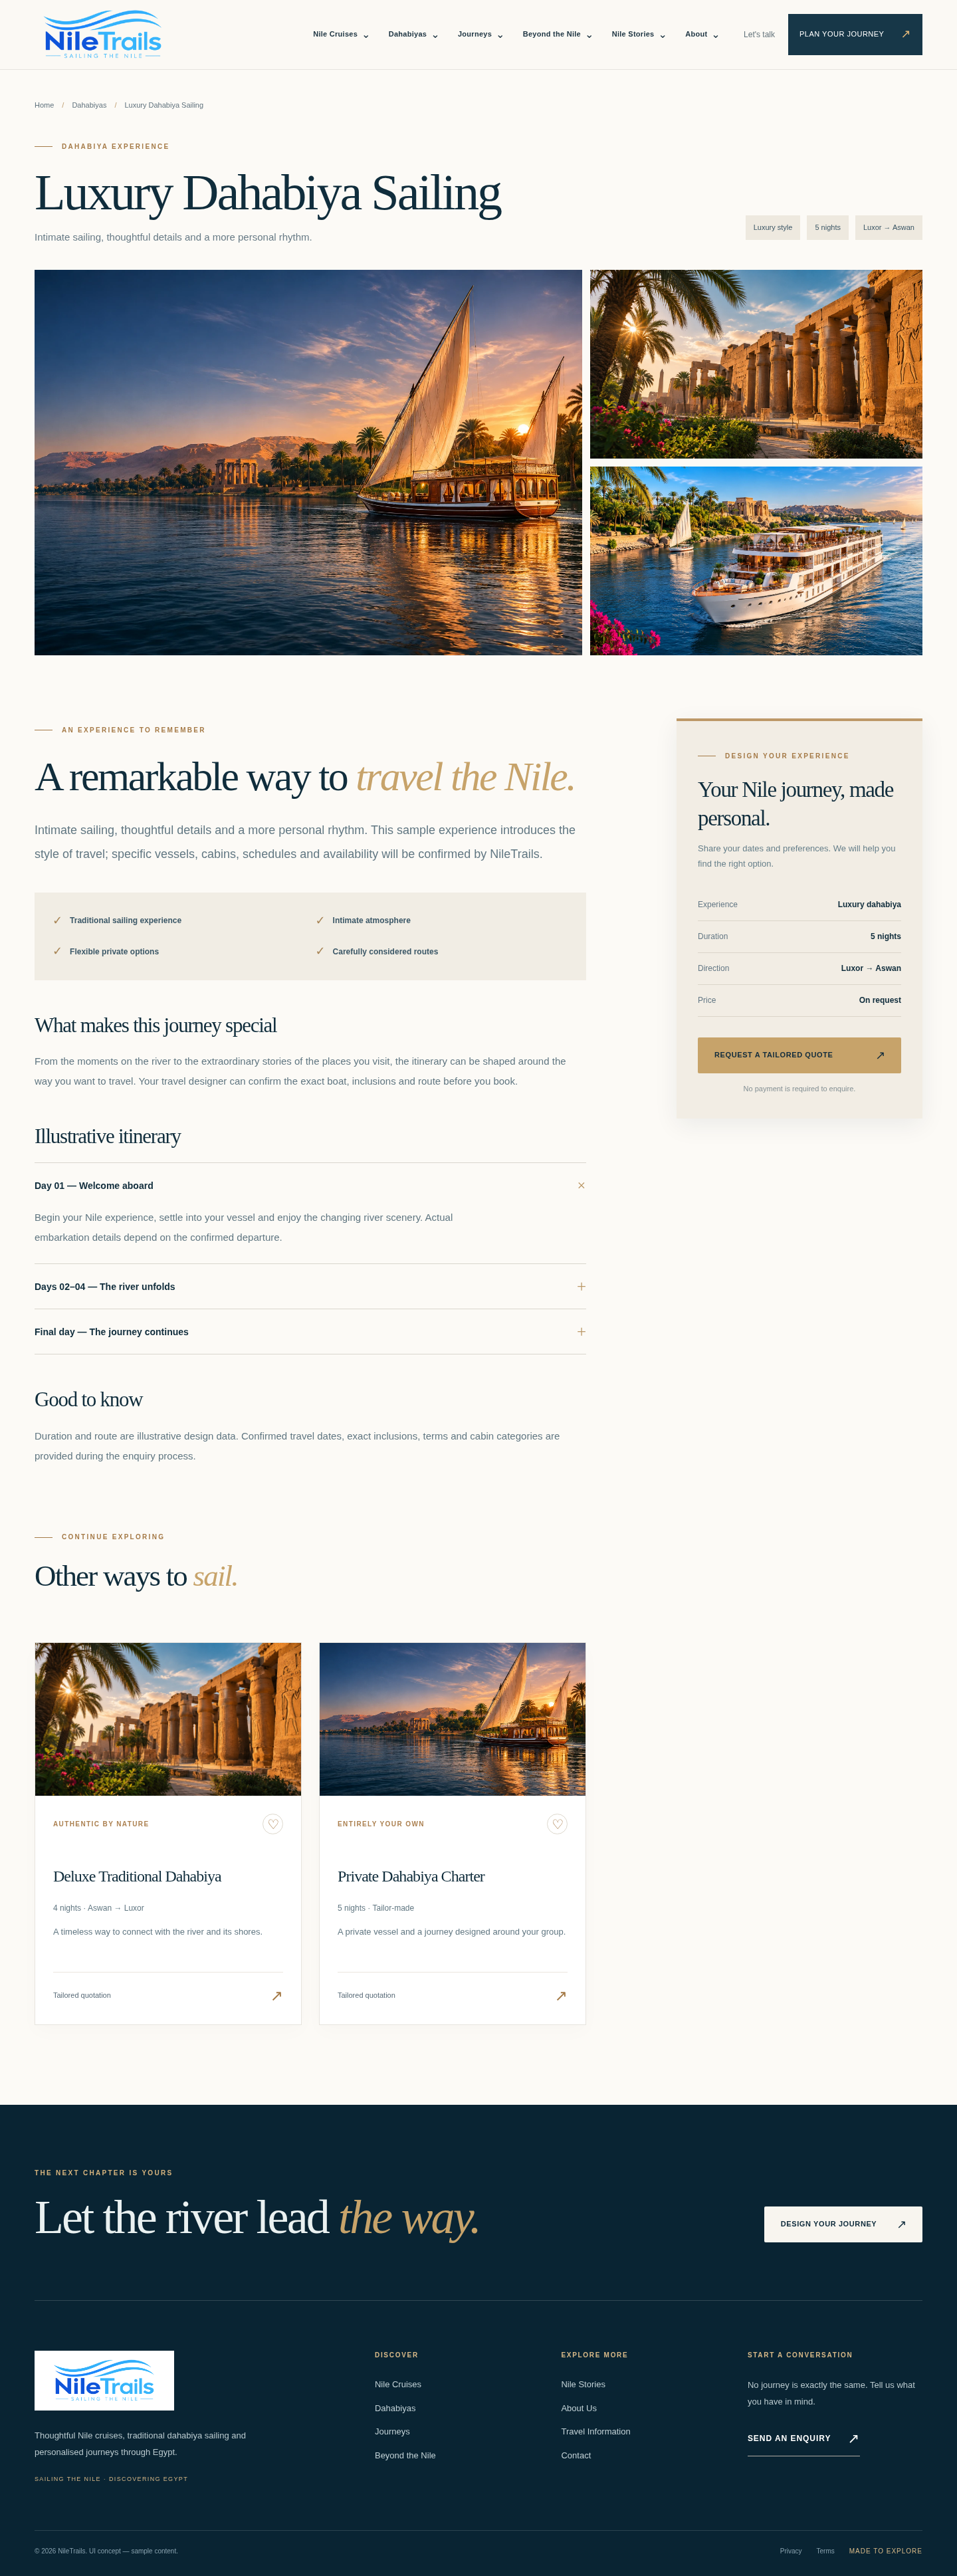 NileTrails
SAILING THE NILE
Nile Cruises
Dahabiyas
Journeys
Beyond the Nile
Nile Stories
About
Let's talk
PLAN YOUR JOURNEY ↗
Home / Dahabiyas / Luxury Dahabiya Sailing
DAHABIYA EXPERIENCE
Luxury Dahabiya Sailing
Intimate sailing, thoughtful details and a more personal rhythm.
Luxury style
5 nights
Luxor → Aswan
AN EXPERIENCE TO REMEMBER
A remarkable way to travel the Nile.
Intimate sailing, thoughtful details and a more personal rhythm. This sample experience introduces the
style of travel; specific vessels, cabins, schedules and availability will be confirmed by NileTrails.
✓ Traditional sailing experience
✓ Intimate atmosphere
✓ Flexible private options
✓ Carefully considered routes
What makes this journey special
From the moments on the river to the extraordinary stories of the places you visit, the itinerary can be shaped around the
way you want to travel. Your travel designer can confirm the exact boat, inclusions and route before you book.
Illustrative itinerary
Day 01 — Welcome aboard ×
Begin your Nile experience, settle into your vessel and enjoy the changing river scenery. Actual
embarkation details depend on the confirmed departure.
Days 02–04 — The river unfolds +
Final day — The journey continues +
Good to know
Duration and route are illustrative design data. Confirmed travel dates, exact inclusions, terms and cabin categories are
provided during the enquiry process.
DESIGN YOUR EXPERIENCE
Your Nile journey, made
personal.
Share your dates and preferences. We will help you
find the right option.
Experience Luxury dahabiya
Duration 5 nights
Direction Luxor → Aswan
Price On request
REQUEST A TAILORED QUOTE ↗
No payment is required to enquire.
CONTINUE EXPLORING
Other ways to sail.
AUTHENTIC BY NATURE ♡
Deluxe Traditional Dahabiya
4 nights · Aswan → Luxor
A timeless way to connect with the river and its shores.
Tailored quotation ↗
ENTIRELY YOUR OWN ♡
Private Dahabiya Charter
5 nights · Tailor-made
A private vessel and a journey designed around your group.
Tailored quotation ↗
THE NEXT CHAPTER IS YOURS
Let the river lead the way.
DESIGN YOUR JOURNEY ↗
NileTrails
SAILING THE NILE
Thoughtful Nile cruises, traditional dahabiya sailing and
personalised journeys through Egypt.
SAILING THE NILE · DISCOVERING EGYPT
DISCOVER
Nile Cruises
Dahabiyas
Journeys
Beyond the Nile
EXPLORE MORE
Nile Stories
About Us
Travel Information
Contact
START A CONVERSATION
No journey is exactly the same. Tell us what
you have in mind.
SEND AN ENQUIRY ↗
© 2026 NileTrails. UI concept — sample content.
Privacy
Terms
MADE TO EXPLORE